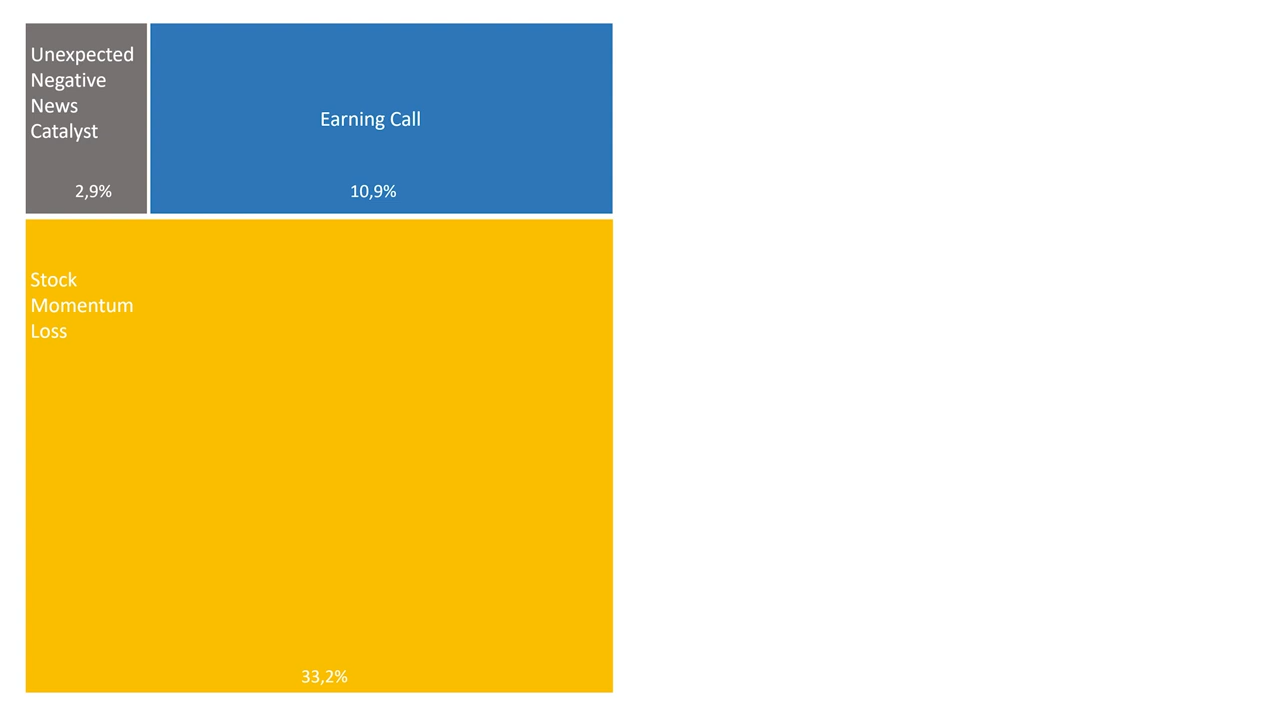 Unexpected
Negative
News
Catalyst
2,9%
Earning Call
10,9%
Stock
Momentum
Loss
33,2%